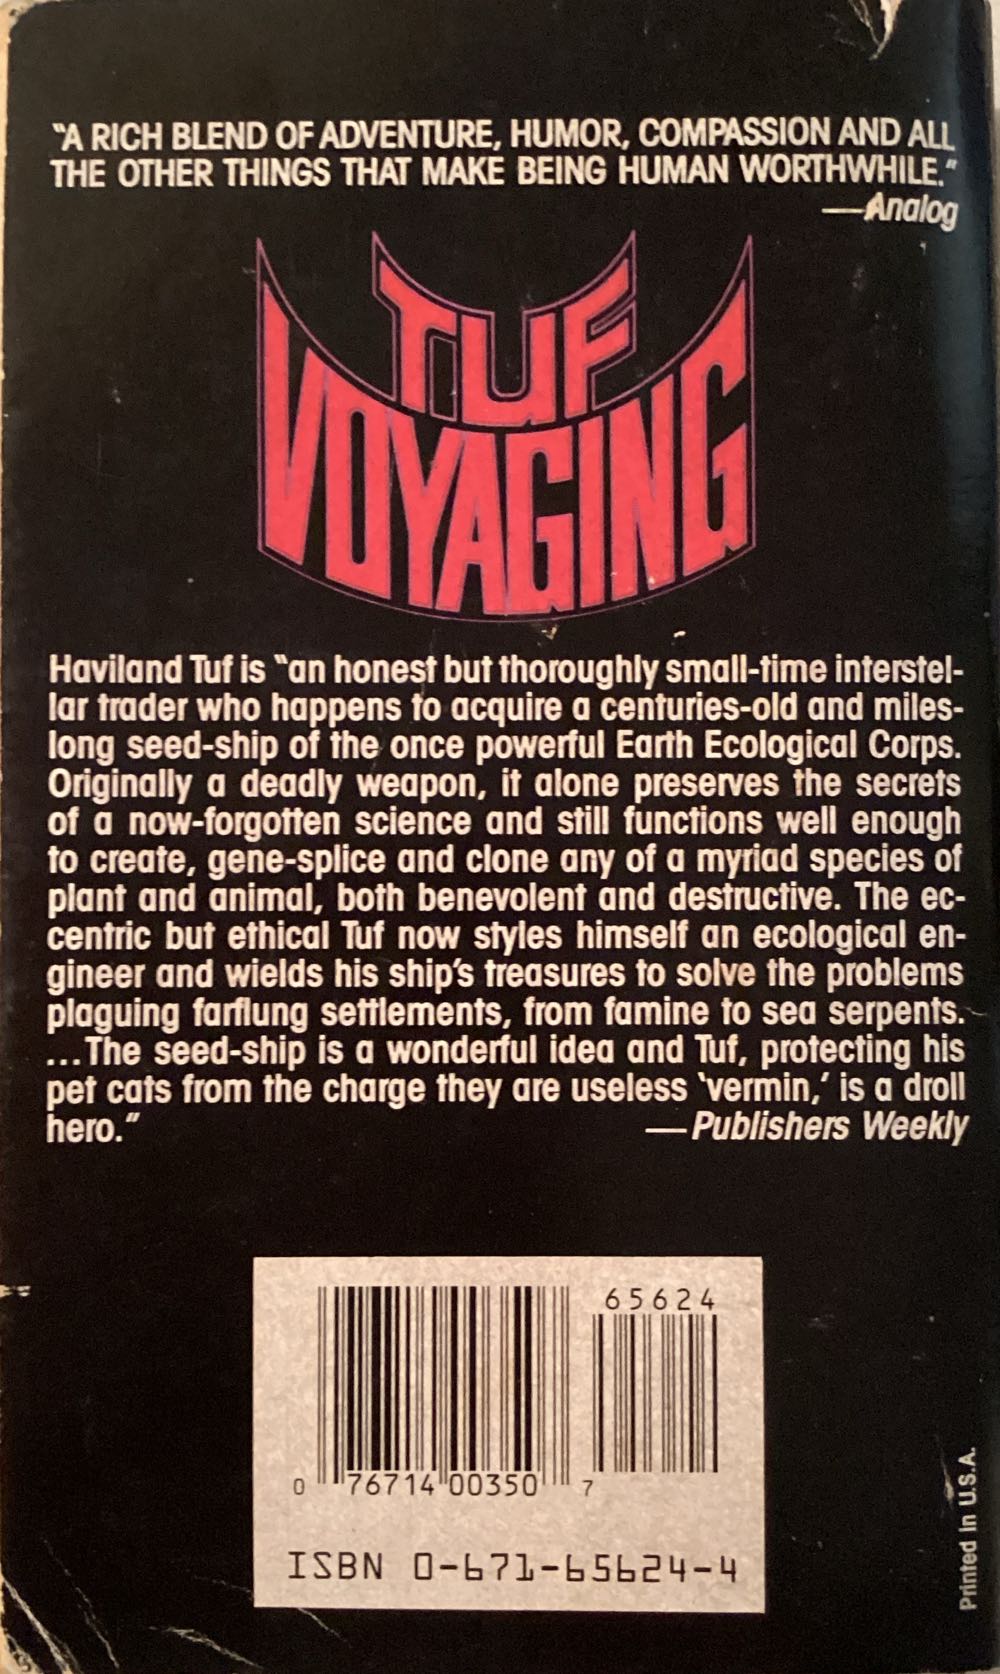 "A RICH BLEND OF ADVENTURE, HUMOR, COMPASSION AND ALL
THE OTHER THINGS THAT MAKE BEING HUMAN WORTHWHILE."
—Analog
TUF
VOYAGING
Haviland Tuf is "an honest but thoroughly small-time interstel-
lar trader who happens to acquire a centuries-old and miles-
long seed-ship of the once powerful Earth Ecological Corps.
Originally a deadly weapon, it alone preserves the secrets
of a now-forgotten science and still functions well enough
to create, gene-splice and clone any of a myriad species of
plant and animal, both benevolent and destructive. The ec-
centric but ethical Tuf now styles himself an ecological en-
gineer and wields his ship's treasures to solve the problems
plaguing farflung settlements, from famine to sea serpents.
...The seed-ship is a wonderful idea and Tuf, protecting his
pet cats from the charge they are useless 'vermin,' is a droll
hero." —Publishers Weekly
65624
0 76714 00350 7
ISBN 0-671-65624-4
Printed in U.S.A.